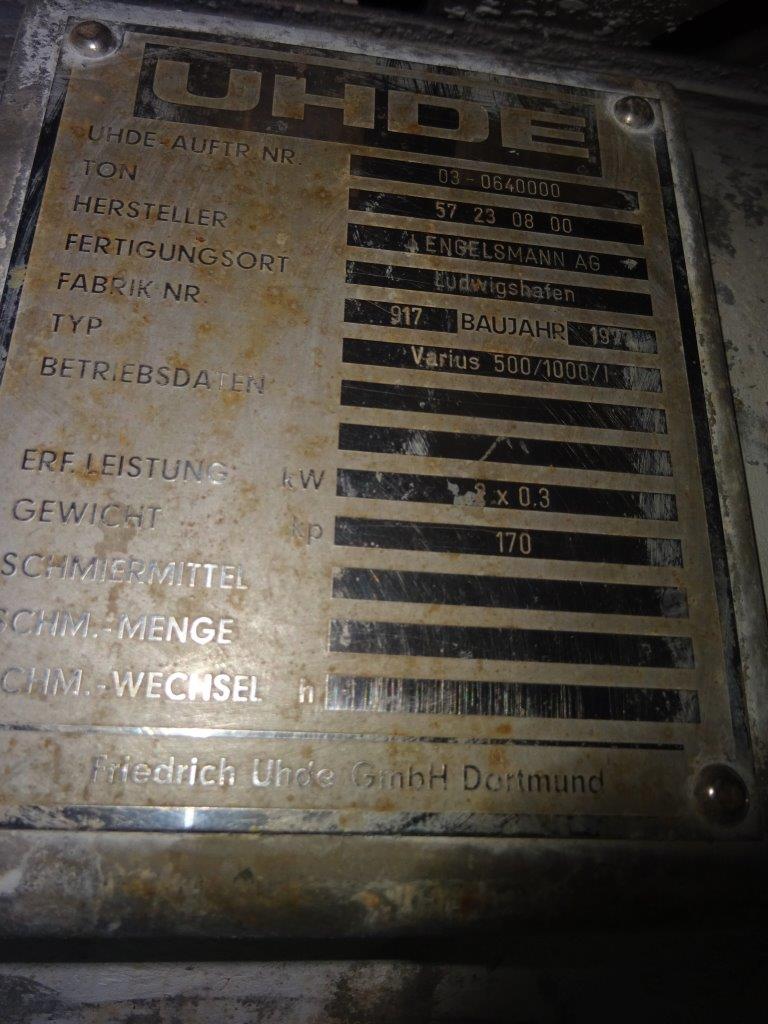 UHDE
UHDE-AUFTR. NR. 03-0640000
TON 57 23 08 00
HERSTELLER J.ENGELSMANN AG
FERTIGUNGSORT Ludwigshafen
FABRIK NR. 917 BAUJAHR
TYP Varius 500/1000/I
BETRIEBSDATEN
ERF. LEISTUNG kW x 0,3
GEWICHT kp 170
SCHMIERMITTEL
SCHM.-MENGE
SCHM.-WECHSEL h
Friedrich Uhde GmbH Dortmund